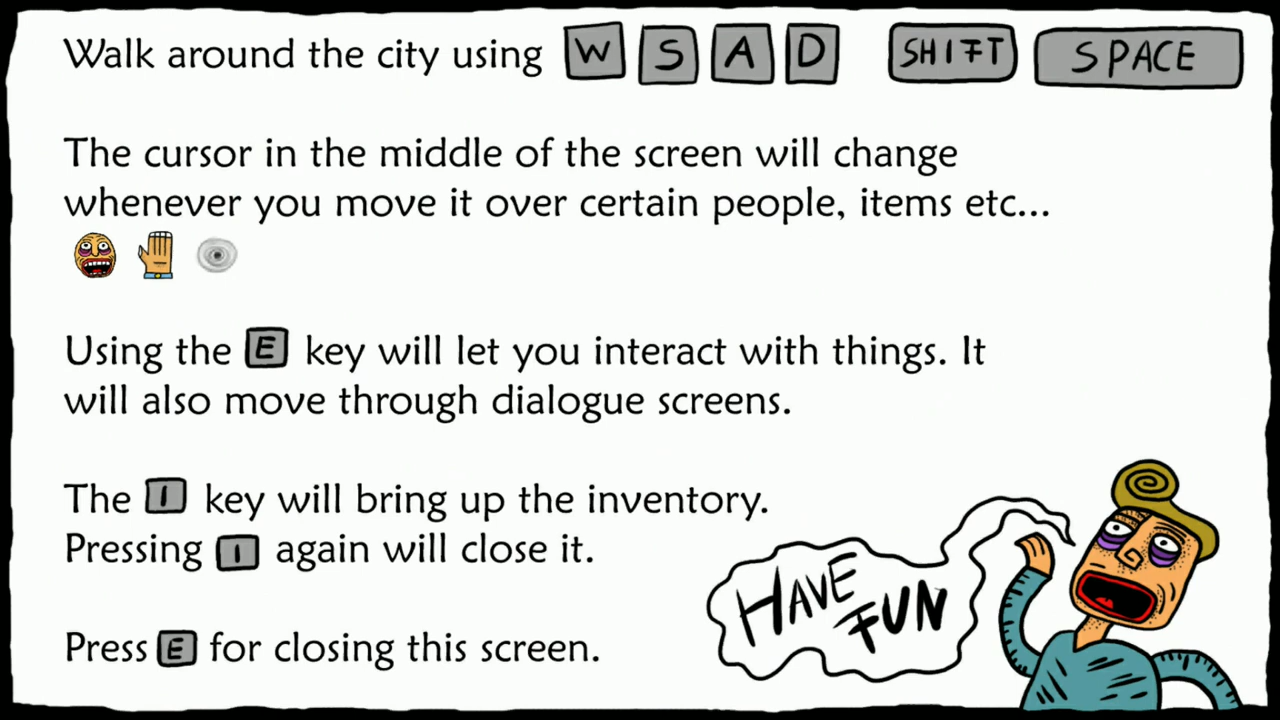 Walk around the city using W S A D SHIFT SPACE
The cursor in the middle of the screen will change
whenever you move it over certain people, items etc...
Using the E key will let you interact with things. It
will also move through dialogue screens.
The I key will bring up the inventory.
Pressing I again will close it.
HAVE
FUN
Press E for closing this screen.